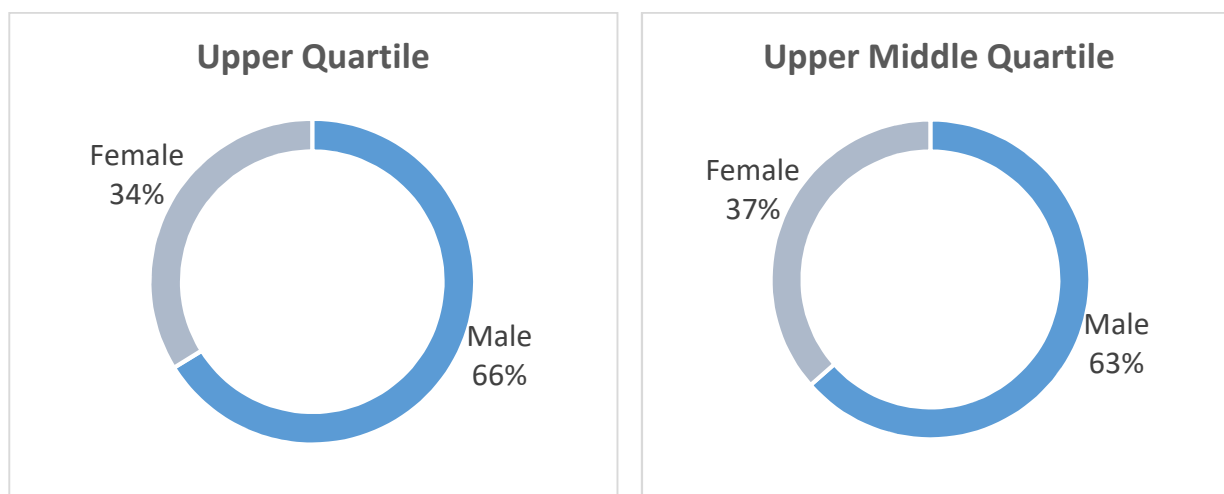 Upper Quartile
Female
34%
Male
66%
Upper Middle Quartile
Female
37%
Male
63%